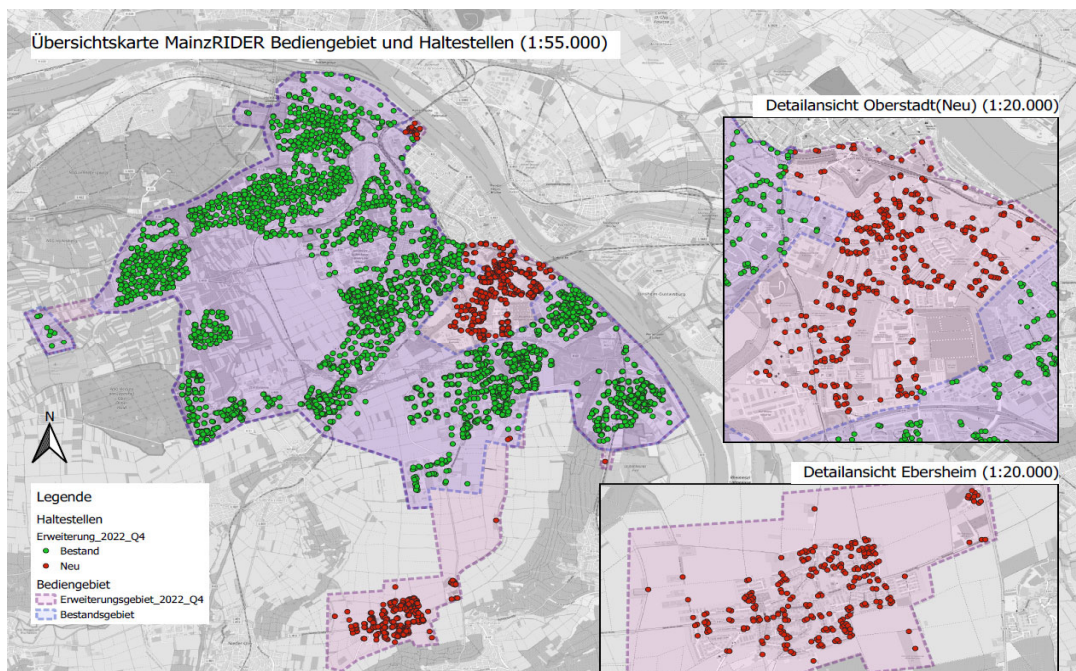 Übersichtskarte MainzRIDER Bediengebiet und Haltestellen (1:55.000)
Detailansicht Oberstadt(Neu) (1:20.000)
N
Detailansicht Ebersheim (1:20.000)
Legende
Haltestellen
Erweiterung_2022_Q4
Bestand
Neu
Bediengebiet
Erweiterungsgebiet_2022_Q4
Bestandsgebiet